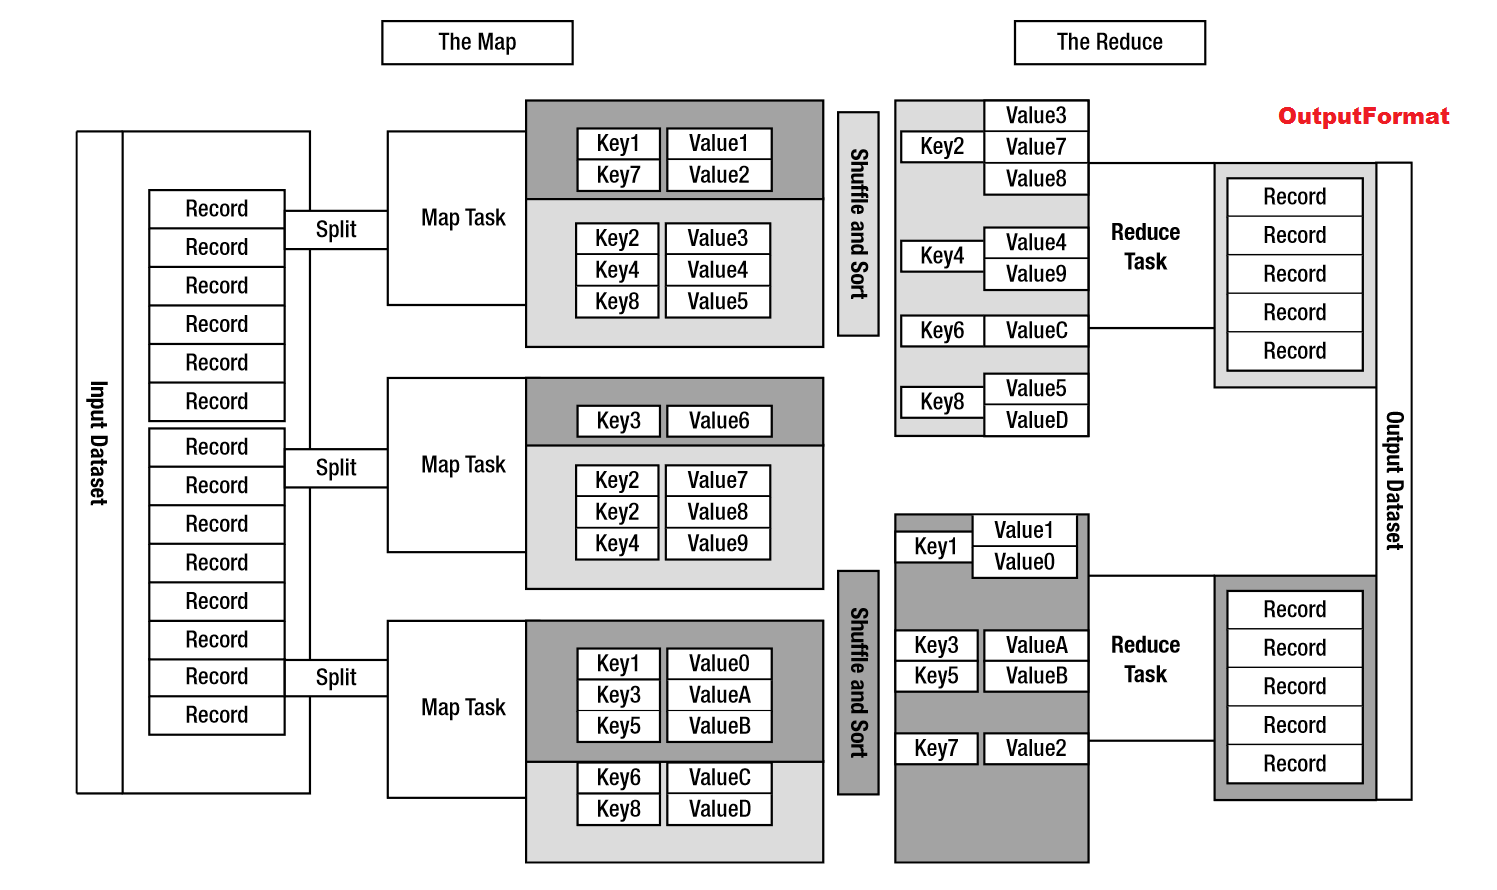 The Map
The Reduce
OutputFormat
Input Dataset
Record
Record
Record
Record
Record
Record
Record
Record
Record
Record
Record
Record
Record
Record
Split
Split
Split
Map Task
Key1 Value1
Key7 Value2
Key2 Value3
Key4 Value4
Key8 Value5
Map Task
Key3 Value6
Key2 Value7
Key2 Value8
Key4 Value9
Map Task
Key1 Value0
Key3 ValueA
Key5 ValueB
Key6 ValueC
Key8 ValueD
Shuffle and Sort
Shuffle and Sort
Key2
Value3
Value7
Value8
Key4
Value4
Value9
Key6 ValueC
Key8
Value5
ValueD
Reduce
Task
Record
Record
Record
Record
Record
Key1
Value1
Value0
Key3 ValueA
Key5 ValueB
Key7 Value2
Reduce
Task
Record
Record
Record
Record
Record
Output Dataset